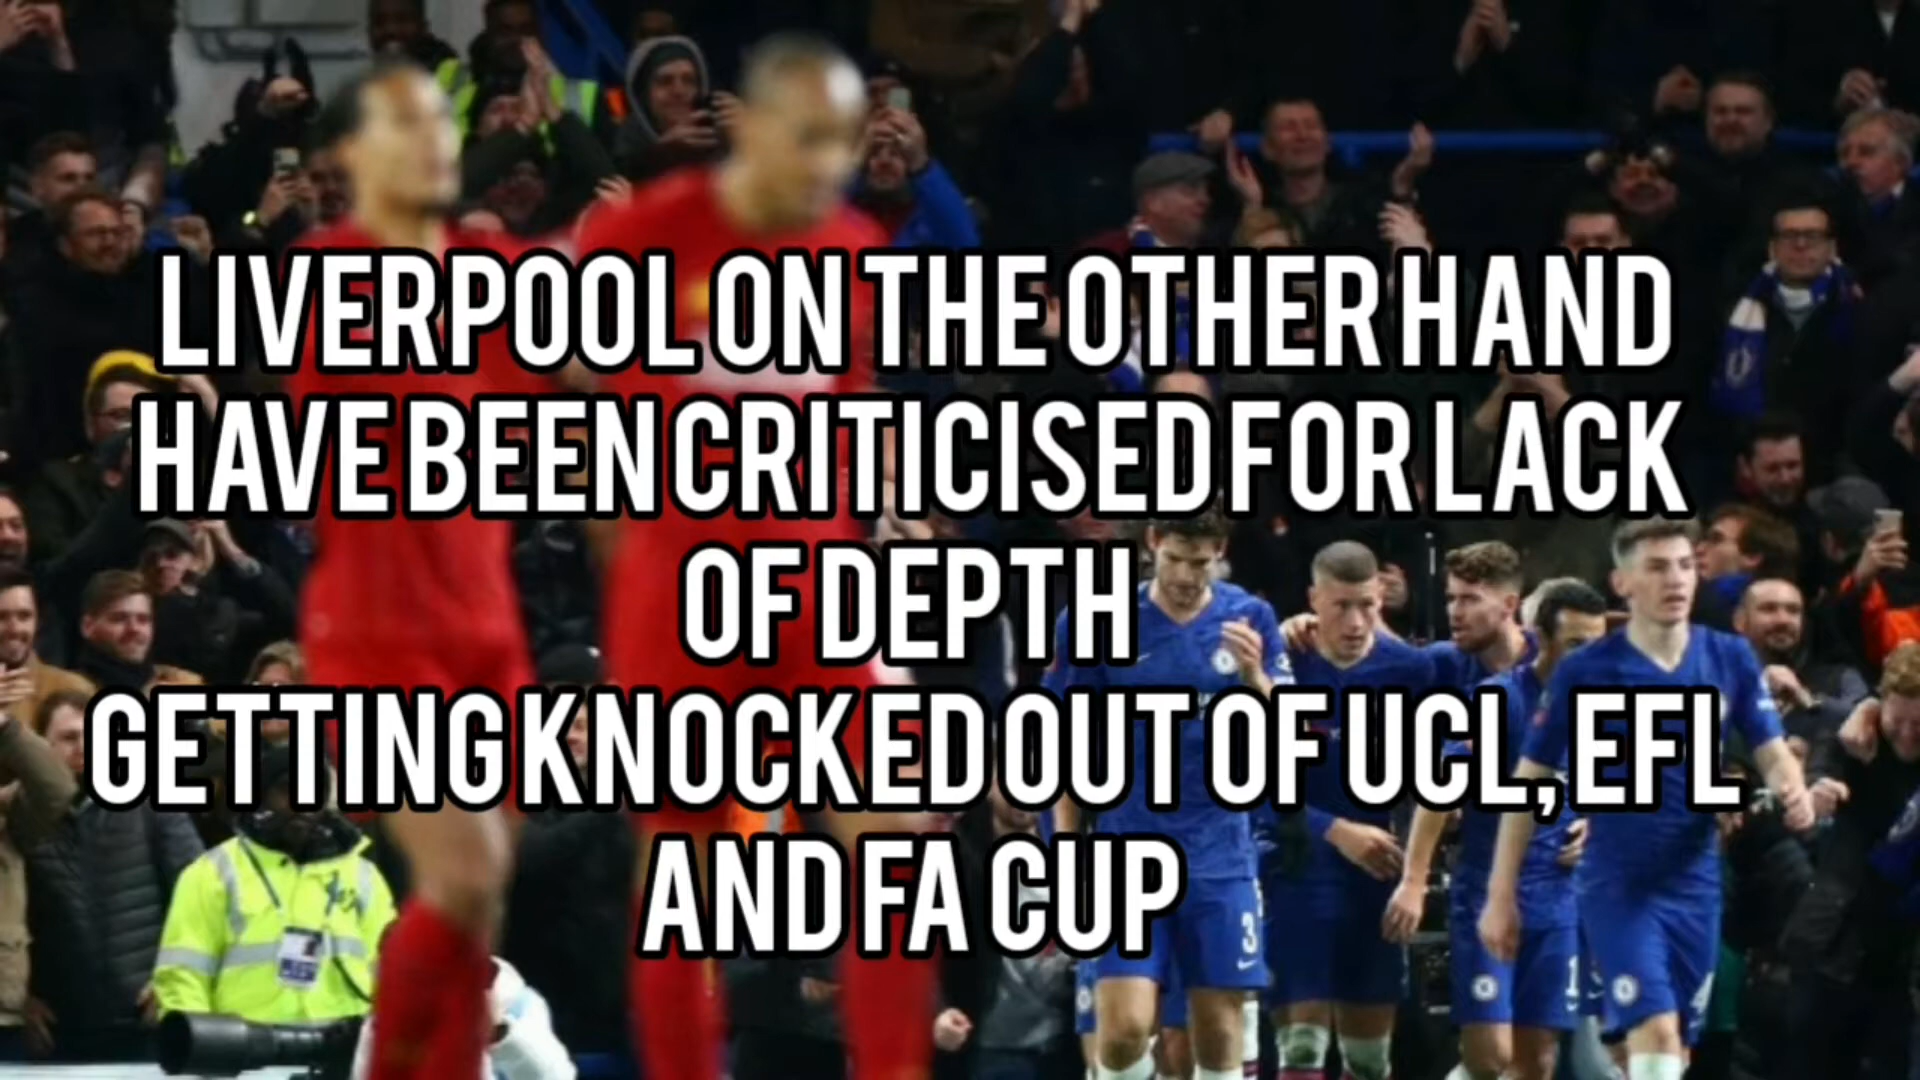 LIVERPOOL ON THE OTHER HAND
HAVE BEEN CRITICISED FOR LACK
OF DEPTH
GETTING KNOCKED OUT OF UCL, EFL
AND FA CUP
3